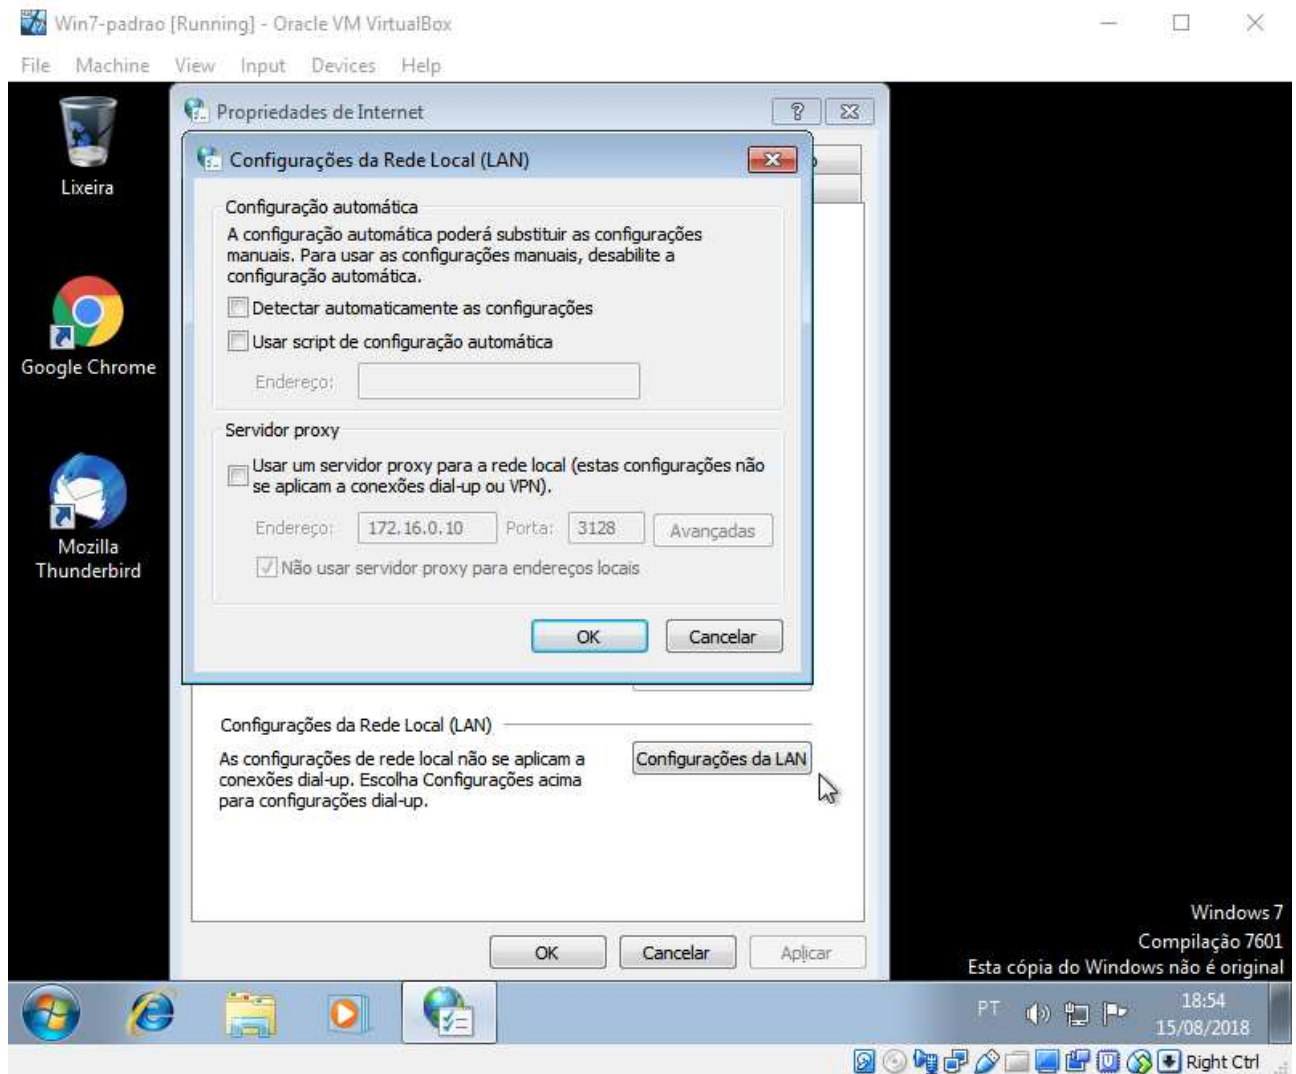 Win7-padrao [Running] - Oracle VM VirtualBox
File Machine View Input Devices Help
Lixeira
Google Chrome
Mozilla
Thunderbird
Propriedades de Internet
Configurações da Rede Local (LAN)
Configuração automática
A configuração automática poderá substituir as configurações
manuais. Para usar as configurações manuais, desabilite a
configuração automática.
Detectar automaticamente as configurações
Usar script de configuração automática
Endereço:
Servidor proxy
Usar um servidor proxy para a rede local (estas configurações não
se aplicam a conexões dial-up ou VPN).
Endereço: 172.16.0.10 Porta: 3128 Avançadas
Não usar servidor proxy para endereços locais
OK Cancelar
Configurações da Rede Local (LAN)
As configurações de rede local não se aplicam a
conexões dial-up. Escolha Configurações acima
para configurações dial-up.
Configurações da LAN
OK Cancelar Aplicar
Windows 7
Compilação 7601
Esta cópia do Windows não é original
PT
18:54
15/08/2018
Right Ctrl